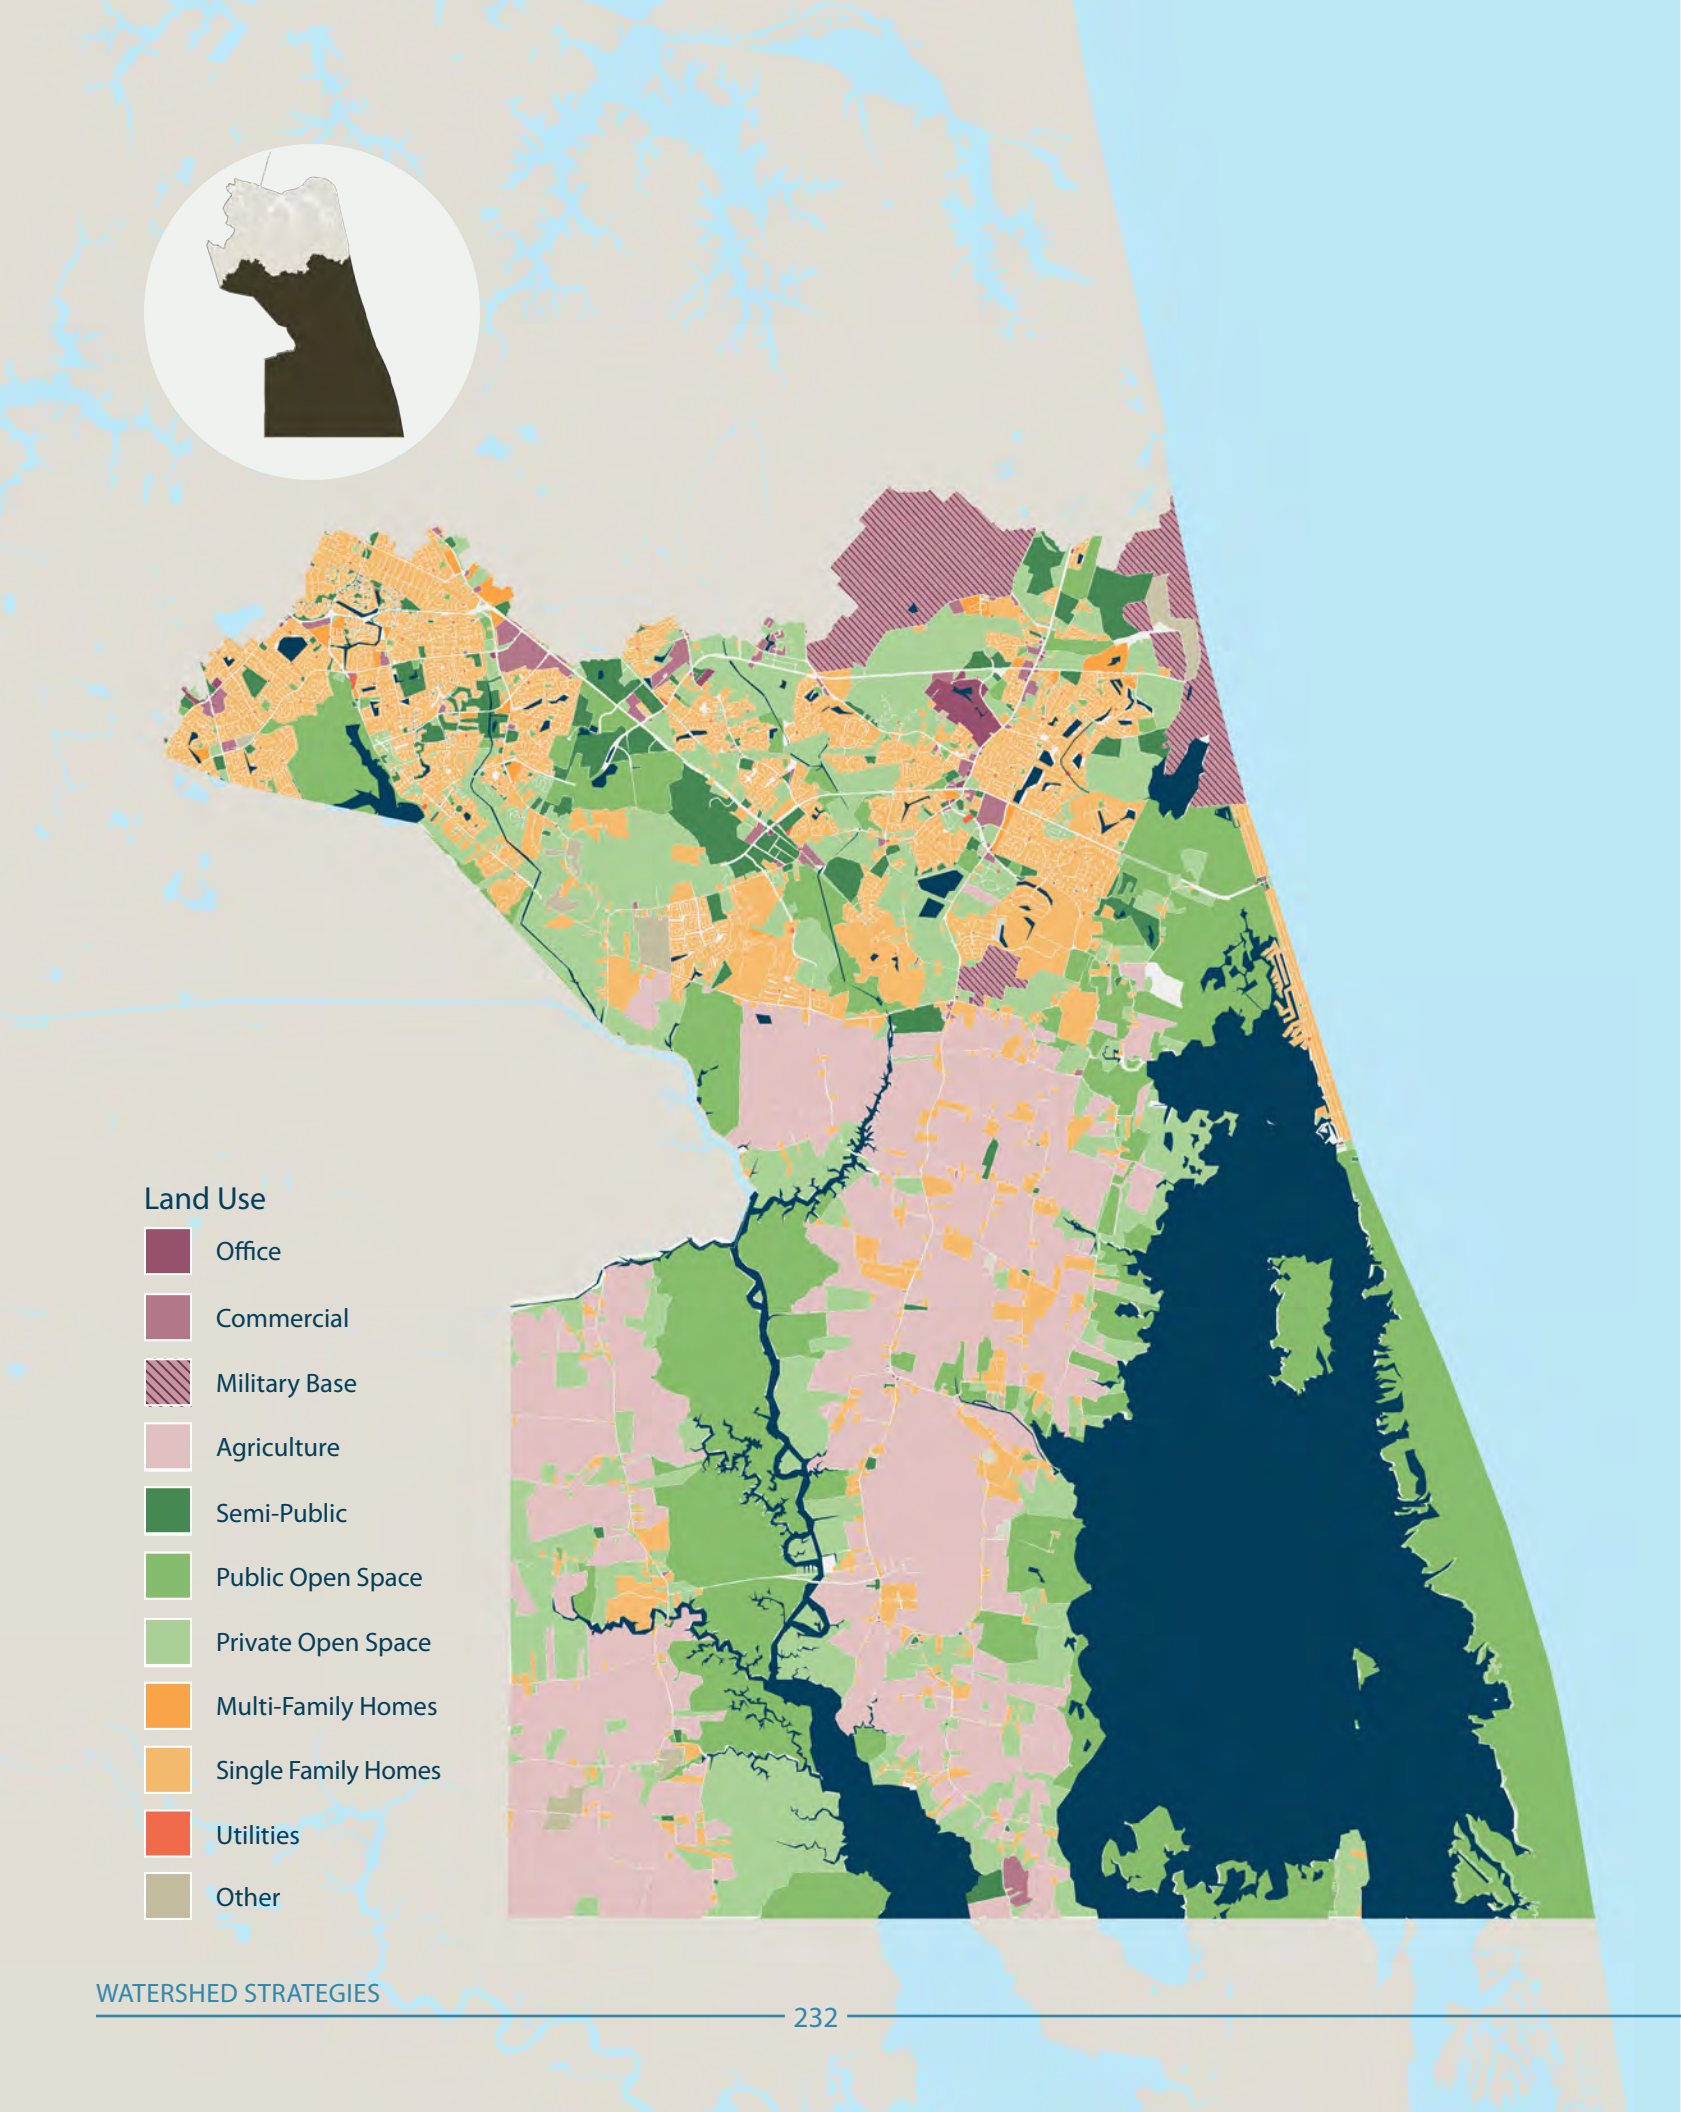 Land Use
Office
Commercial
Military Base
Agriculture
Semi-Public
Public Open Space
Private Open Space
Multi-Family Homes
Single Family Homes
Utilities
Other
WATERSHED STRATEGIES
232